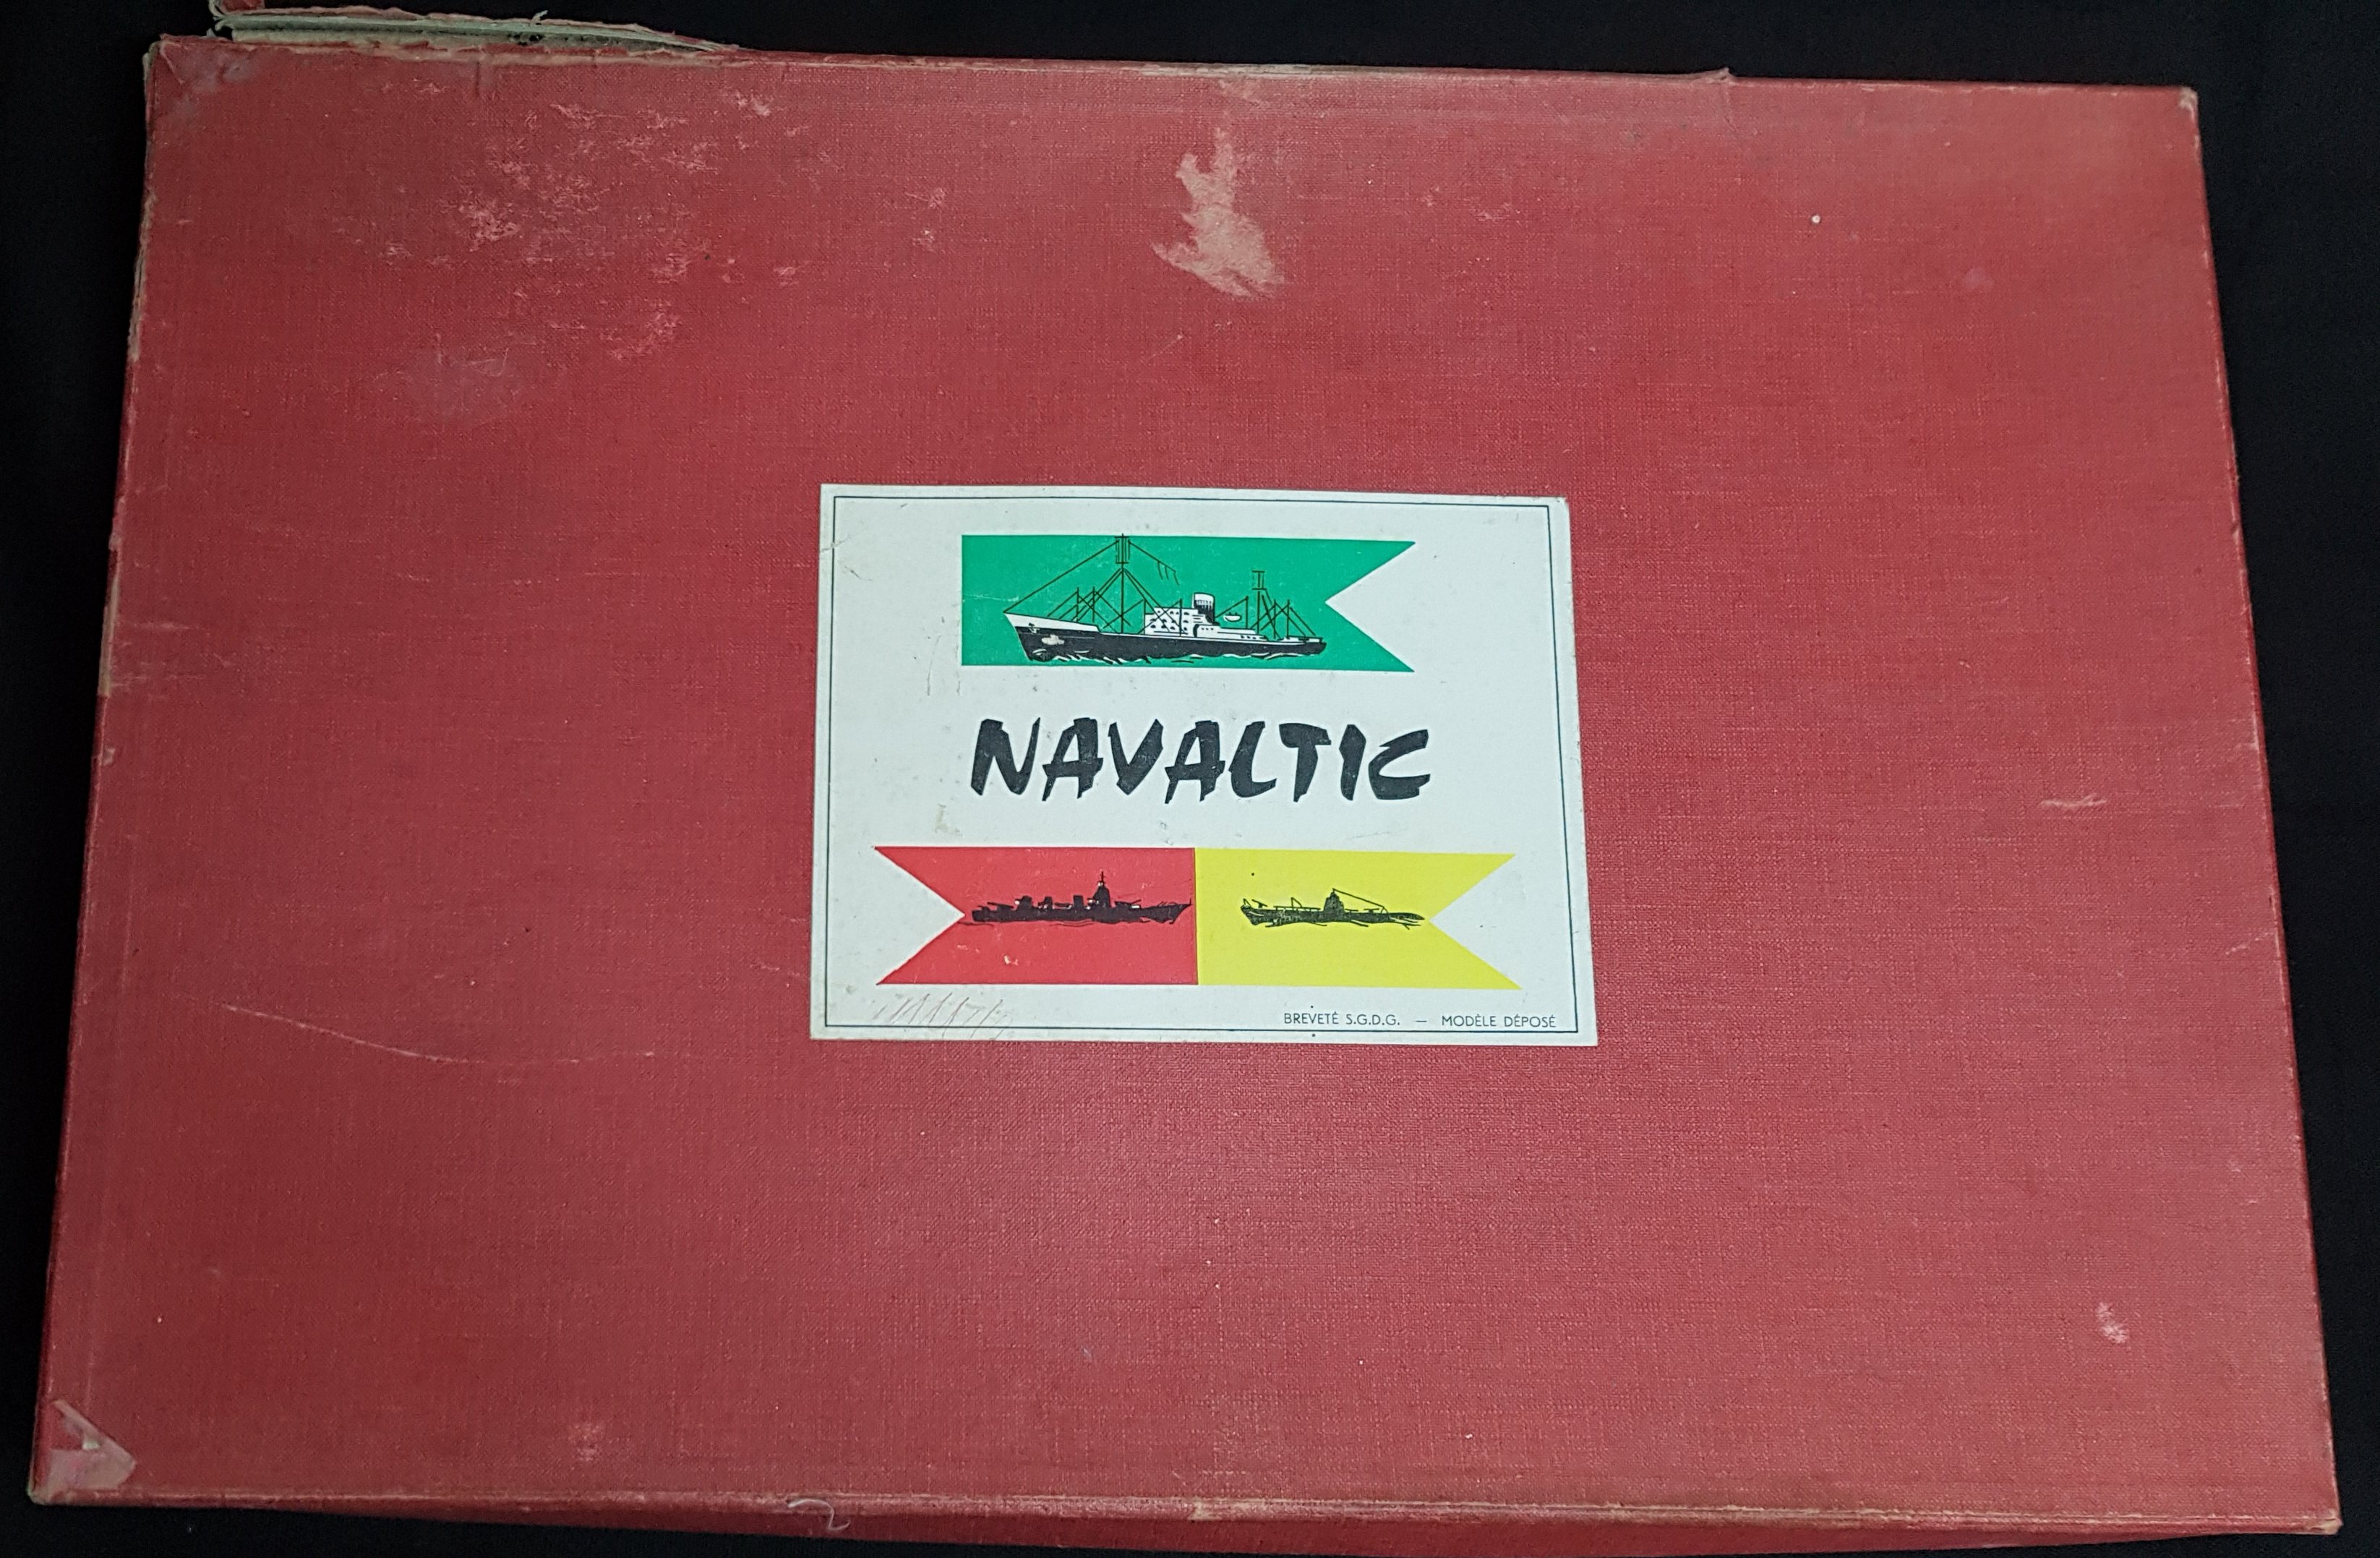 NAVALTIC
BREVETÉ S.G.D.G. — MODÈLE DÉPOSÉ